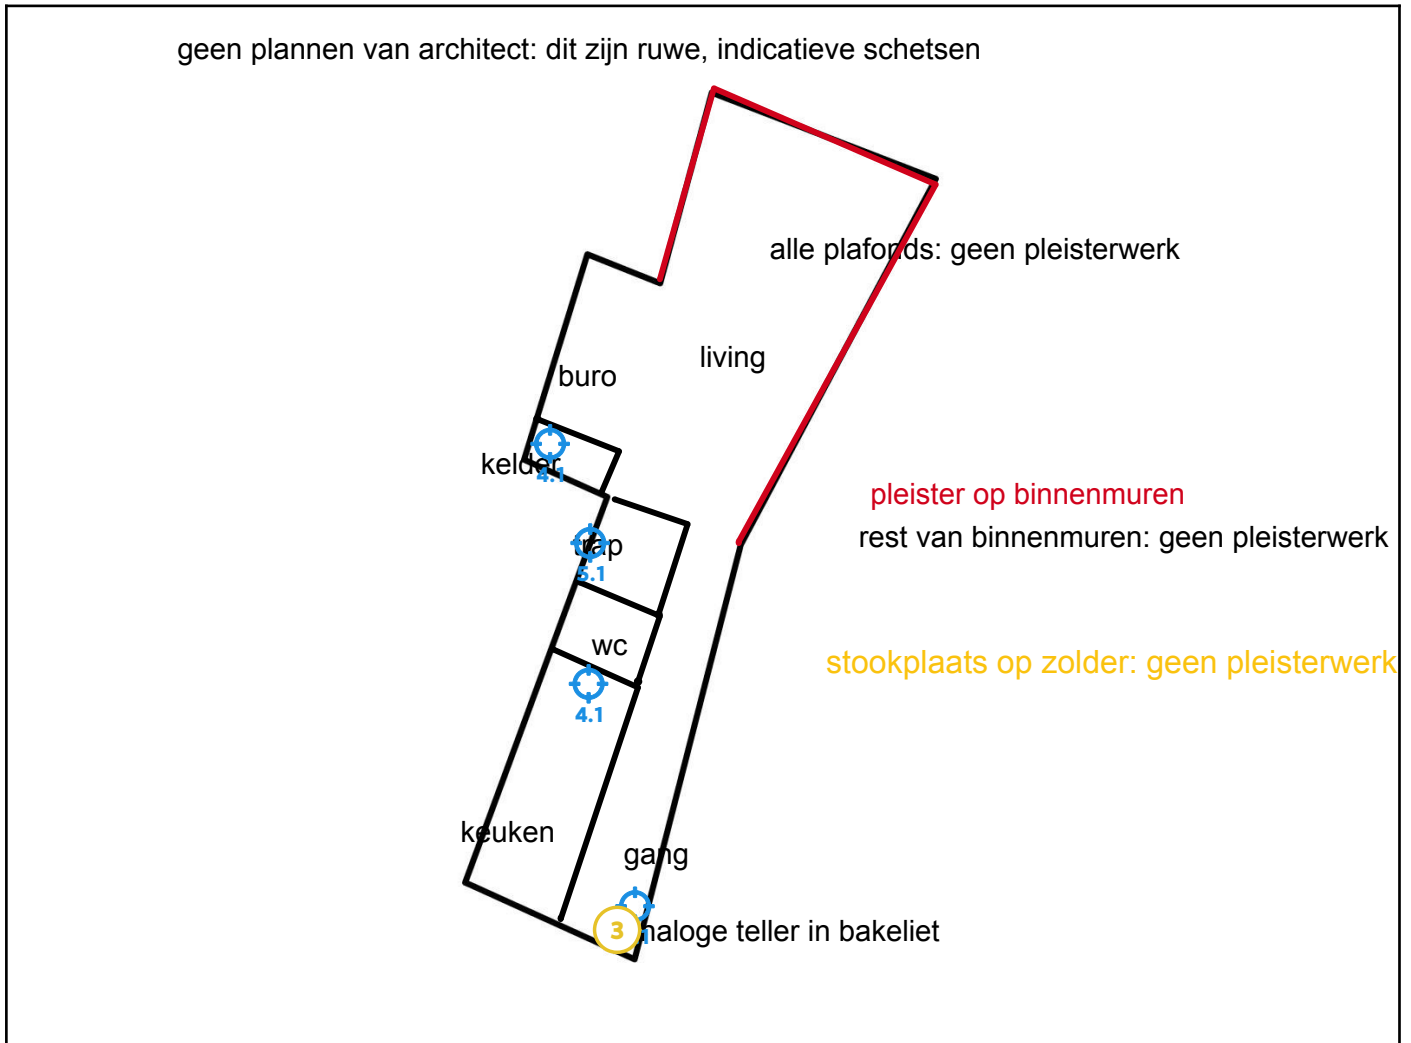 geen plannen van architect: dit zijn ruwe, indicatieve schetsen
alle plafonds: geen pleisterwerk
living
buro
kelder
4.1
pleister op binnenmuren
rest van binnenmuren: geen pleisterwerk
trap
5.1
wc
stookplaats op zolder: geen pleisterwerk
4.1
keuken
gang
3
naloge teller in bakeliet
1